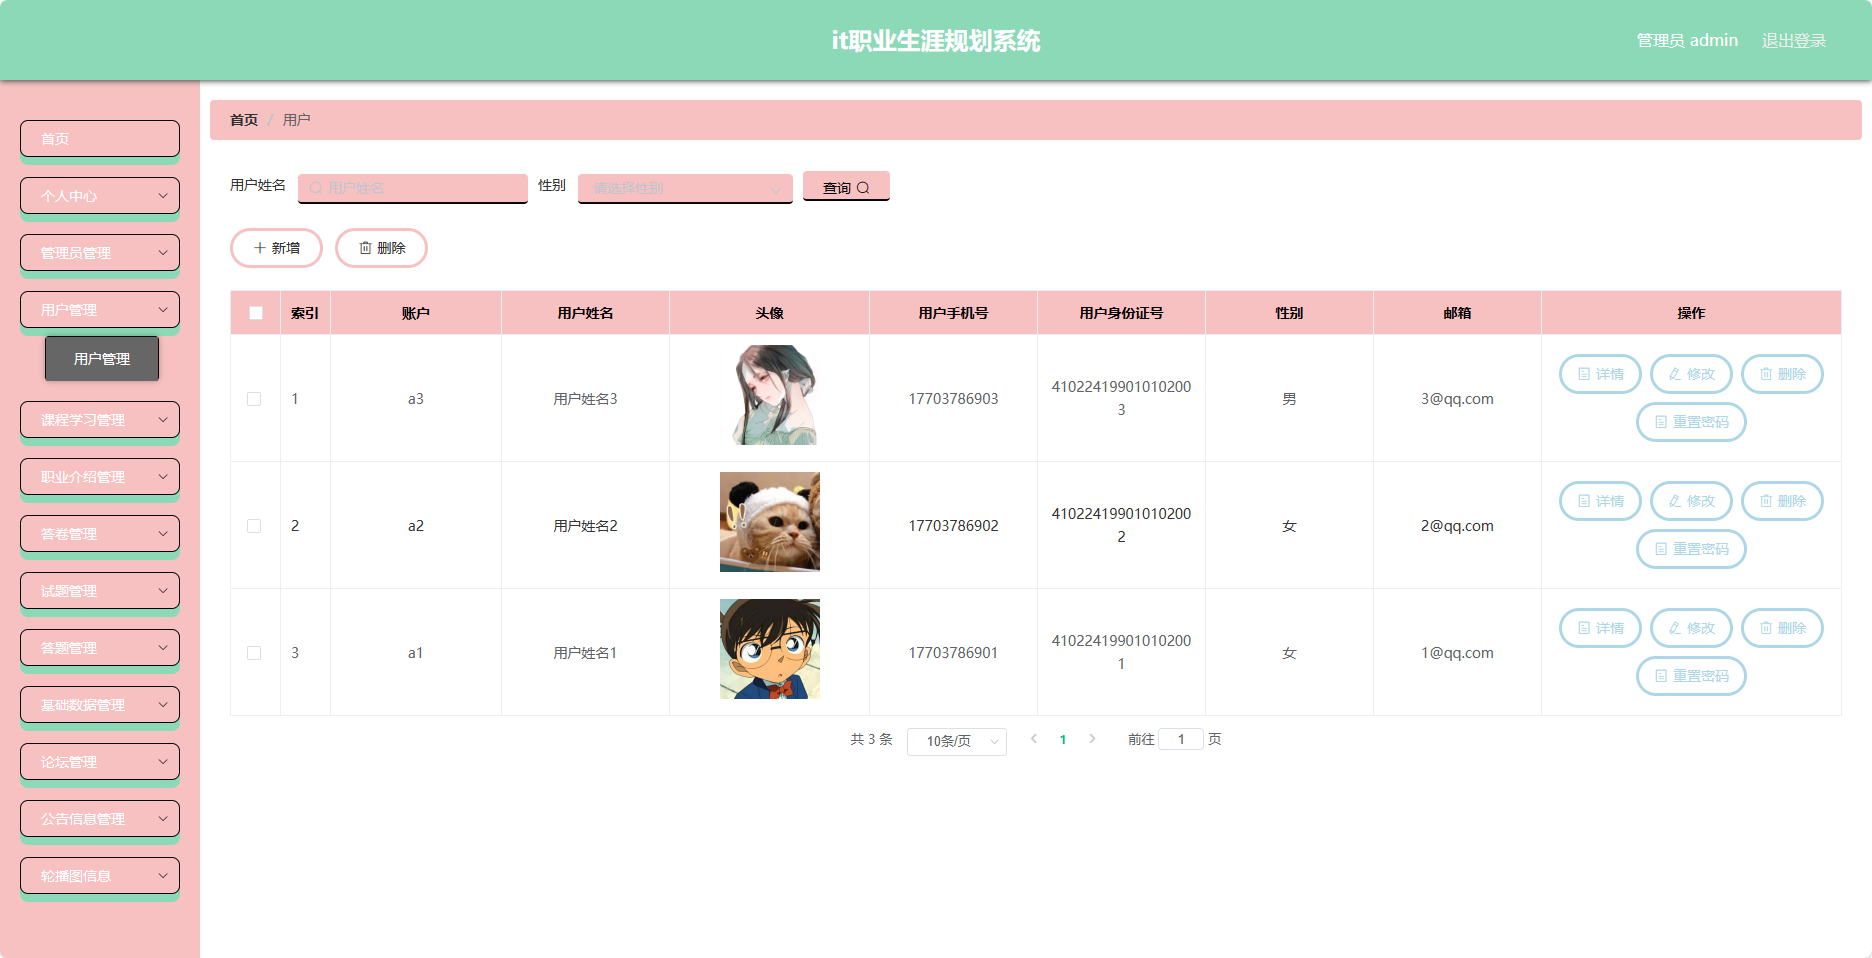 it职业生涯规划系统
管理员 admin 退出登录
首页
个人中心
管理员管理
用户管理
用户管理
课程学习管理
职业介绍管理
答卷管理
试题管理
答题管理
基础数据管理
论坛管理
公告信息管理
轮播图信息
首页 / 用户
用户姓名 用户姓名 性别 请选择性别 查询
新增 删除
索引 账户 用户姓名 头像 用户手机号 用户身份证号 性别 邮箱 操作
1 a3 用户姓名3 17703786903 41022419901010200 男 3@qq.com 详情 修改 删除
3 重置密码
2 a2 用户姓名2 17703786902 41022419901010200 女 2@qq.com 详情 修改 删除
2 重置密码
3 a1 用户姓名1 17703786901 41022419901010200 女 1@qq.com 详情 修改 删除
1 重置密码
共 3 条 10条/页 1 前往 1 页